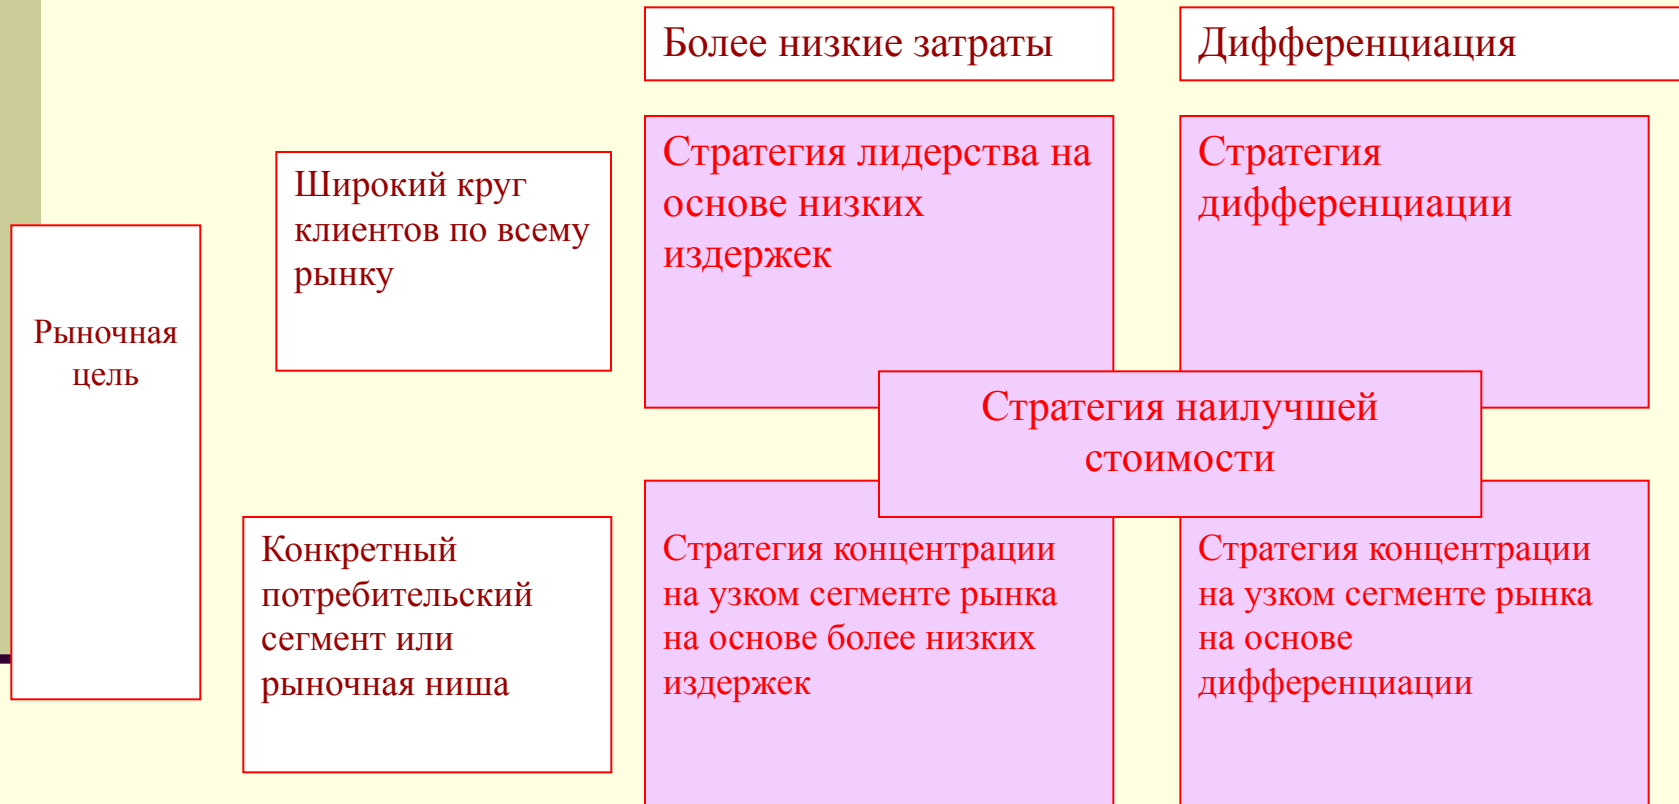 Более низкие затраты
Дифференциация
Рыночная
цель
Широкий круг
клиентов по всему
рынку
Стратегия лидерства на
основе низких
издержек
Стратегия
дифференциации
Стратегия наилучшей
стоимости
Конкретный
потребительский
сегмент или
рыночная ниша
Стратегия концентрации
на узком сегменте рынка
на основе более низких
издержек
Стратегия концентрации
на узком сегменте рынка
на основе
дифференциации